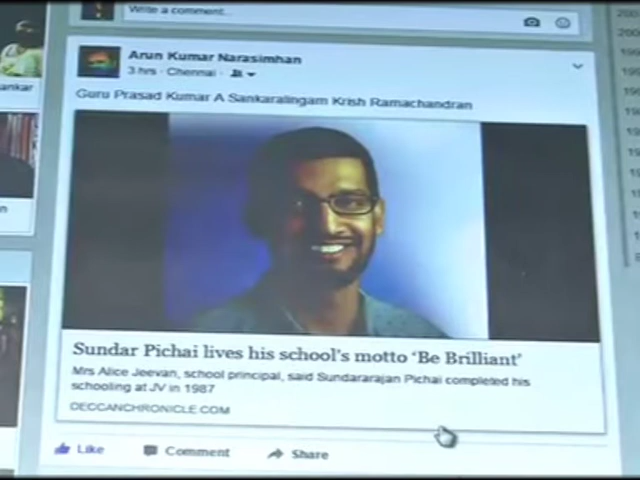 Write a comment...
Arun Kumar Narasimhan
3 hrs · Chennai ·
Guru Prasad Kumar A Sankaralingam Krish Ramachandran
Sundar Pichai lives his school's motto 'Be Brilliant'
Mrs Alice Jeevan, school principal, said Sundararajan Pichai completed his
schooling at JV in 1987
DECCANCHRONICLE.COM
Like Comment Share